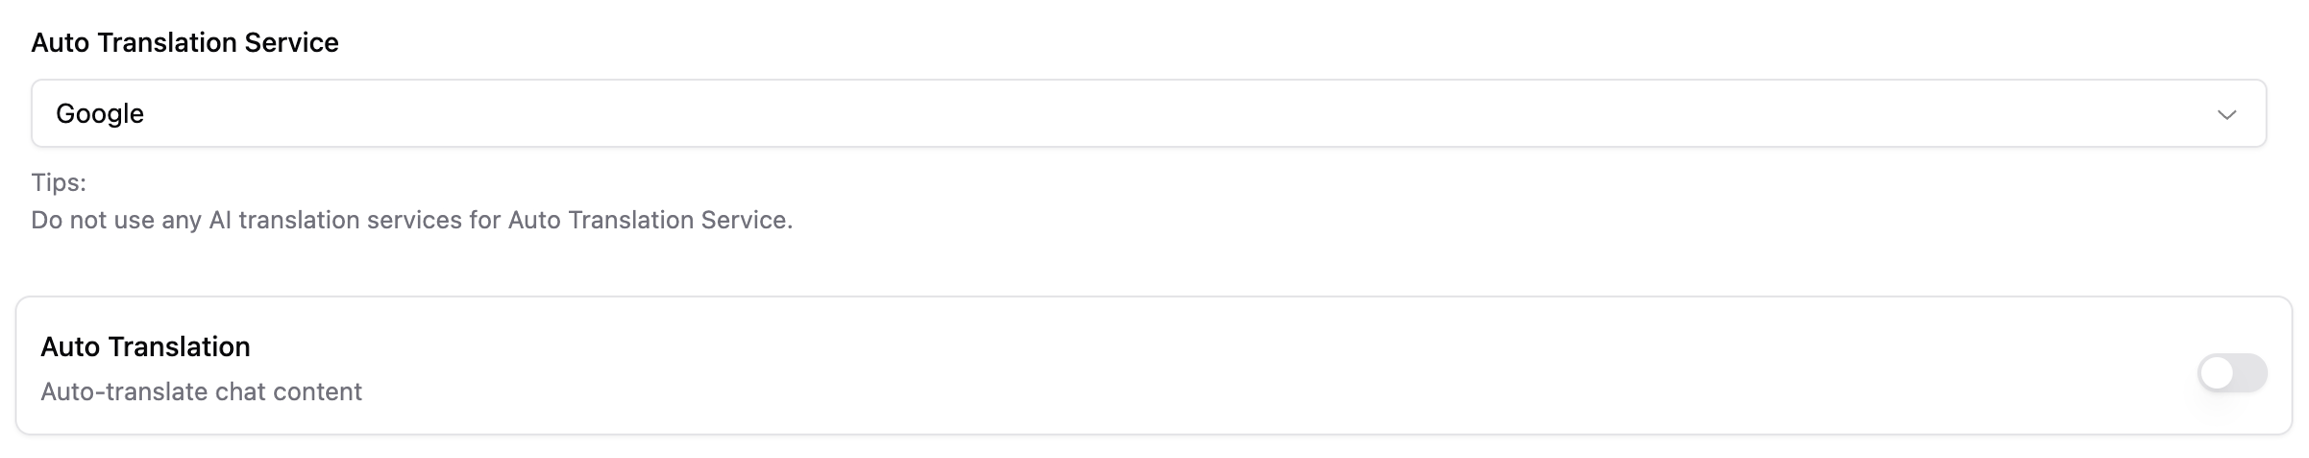 Auto Translation Service
Google
Tips:
Do not use any AI translation services for Auto Translation Service.
Auto Translation
Auto-translate chat content